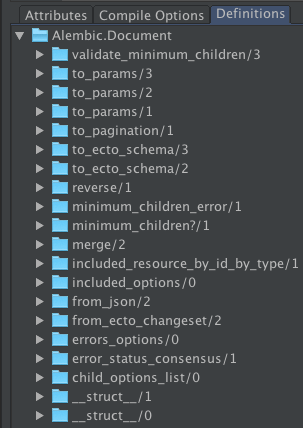 Attributes Compile Options Definitions
Alembic.Document
validate_minimum_children/3
to_params/3
to_params/2
to_params/1
to_pagination/1
to_ecto_schema/3
to_ecto_schema/2
reverse/1
minimum_children_error/1
minimum_children?/1
merge/2
included_resource_by_id_by_type/1
included_options/0
from_json/2
from_ecto_changeset/2
errors_options/0
error_status_consensus/1
child_options_list/0
__struct__/1
__struct__/0